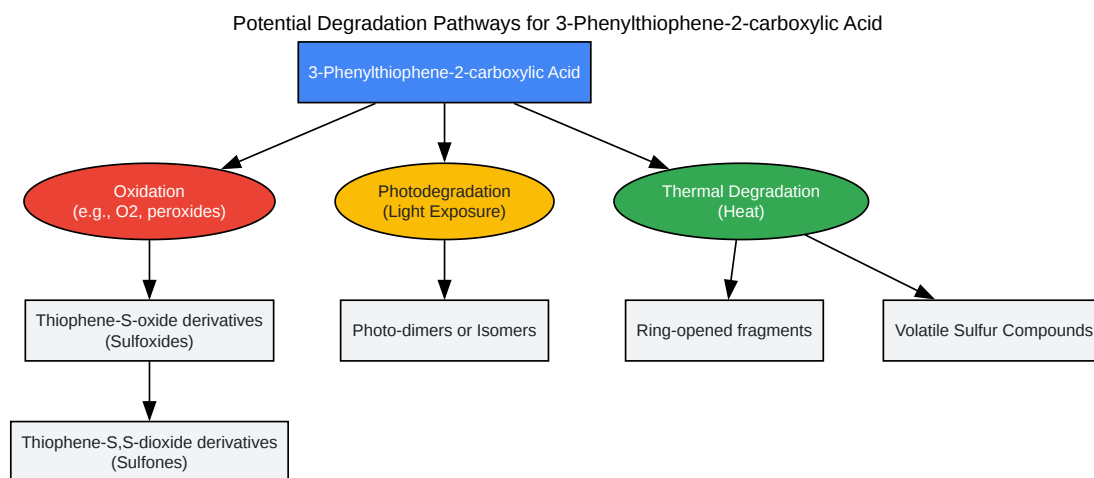 Potential Degradation Pathways for 3-Phenylthiophene-2-carboxylic Acid
3-Phenylthiophene-2-carboxylic Acid
Oxidation
(e.g., O2, peroxides)
Photodegradation
(Light Exposure)
Thermal Degradation
(Heat)
Thiophene-S-oxide derivatives
(Sulfoxides)
Photo-dimers or Isomers
Ring-opened fragments
Volatile Sulfur Compounds
Thiophene-S,S-dioxide derivatives
(Sulfones)